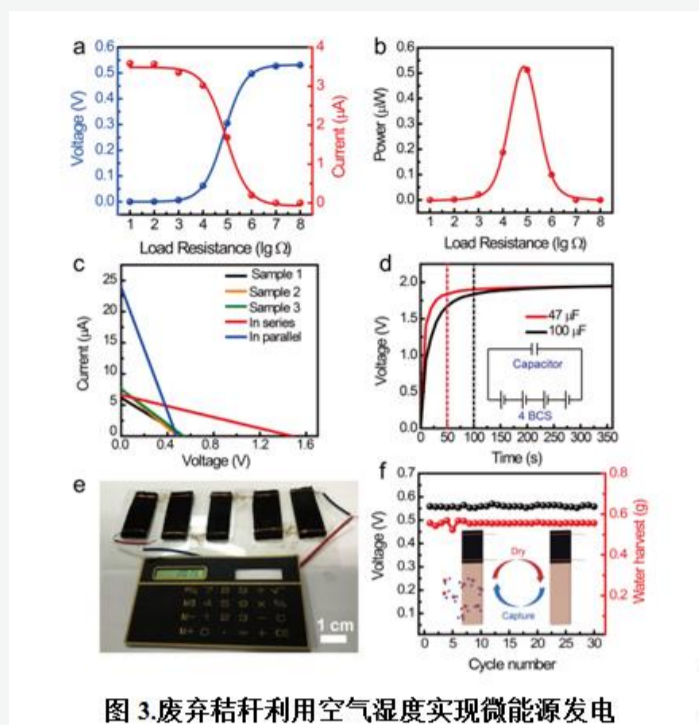 a
b
0.6
0.5
0.4
0.3
0.2
0.1
0.0
Voltage (V)
4
3
2
1
0
Current (μA)
1 2 3 4 5 6 7 8
Load Resistance (lg Ω)
0.6
0.5
0.4
0.3
0.2
0.1
0.0
Power (μW)
1 2 3 4 5 6 7 8
Load Resistance (lg Ω)
c
25
20
15
10
5
0
Current (μA)
Sample 1
Sample 2
Sample 3
In series
In parallel
0.0 0.4 0.8 1.2 1.6
Voltage (V)
d
2.0
1.5
1.0
0.5
0.0
Voltage (V)
47 μF
100 μF
Capacitor
4 BCS
0 50 100 150 200 250 300 350
Time (s)
e
1 cm
f
0.7
0.6
0.5
0.4
0.3
0.2
0.1
Voltage (V)
0.8
0.6
0.4
0.2
Water harvest (g)
Dry
Capture
0 5 10 15 20 25 30
Cycle number
图 3.废弃秸秆利用空气湿度实现微能源发电